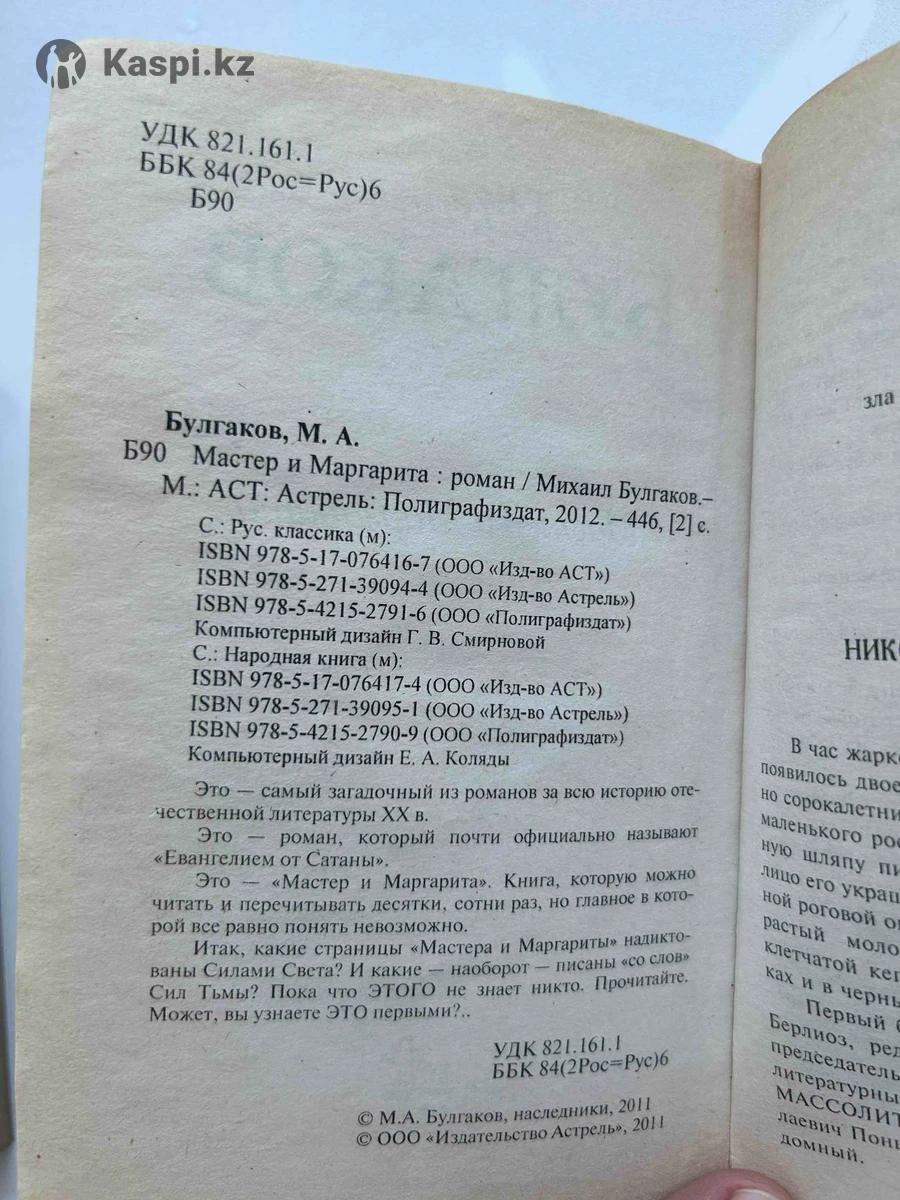 Kaspi.kz
УДК 821.161.1
ББК 84(2Рос=Рус)6
Б90
Булгаков, М. А.
Б90 Мастер и Маргарита : роман / Михаил Булгаков.–
М.: АСТ: Астрель: Полиграфиздат, 2012. – 446, [2] с.
С.: Рус. классика (м):
ISBN 978-5-17-076416-7 (ООО «Изд-во АСТ»)
ISBN 978-5-271-39094-4 (ООО «Изд-во Астрель»)
ISBN 978-5-4215-2791-6 (ООО «Полиграфиздат»)
Компьютерный дизайн Г. В. Смирновой
С.: Народная книга (м):
ISBN 978-5-17-076417-4 (ООО «Изд-во АСТ»)
ISBN 978-5-271-39095-1 (ООО «Изд-во Астрель»)
ISBN 978-5-4215-2790-9 (ООО «Полиграфиздат»)
Компьютерный дизайн Е. А. Коляды
Это — самый загадочный из романов за всю историю оте-
чественной литературы XX в.
Это — роман, который почти официально называют
«Евангелием от Сатаны».
Это — «Мастер и Маргарита». Книга, которую можно
читать и перечитывать десятки, сотни раз, но главное в кото-
рой все равно понять невозможно.
Итак, какие страницы «Мастера и Маргариты» надикто-
ваны Силами Света? И какие — наоборот — писаны «со слов»
Сил Тьмы? Пока что ЭТОГО не знает никто. Прочитайте.
Может, вы узнаете ЭТО первыми?..
УДК 821.161.1
ББК 84(2Рос=Рус)6
© М.А. Булгаков, наследники, 2011
© ООО «Издательство Астрель», 2011
зла
НИКО
В час жарко
появилось двое
но сорокалетни
маленького рос
ную шляпу пи
лицо его украш
ной роговой оп
растый моло
клетчатой кеп
ках и в черны
Первый б
Берлиоз, ред
председатель
литературны
МАССОЛИТ
лаевич Поны
домный.